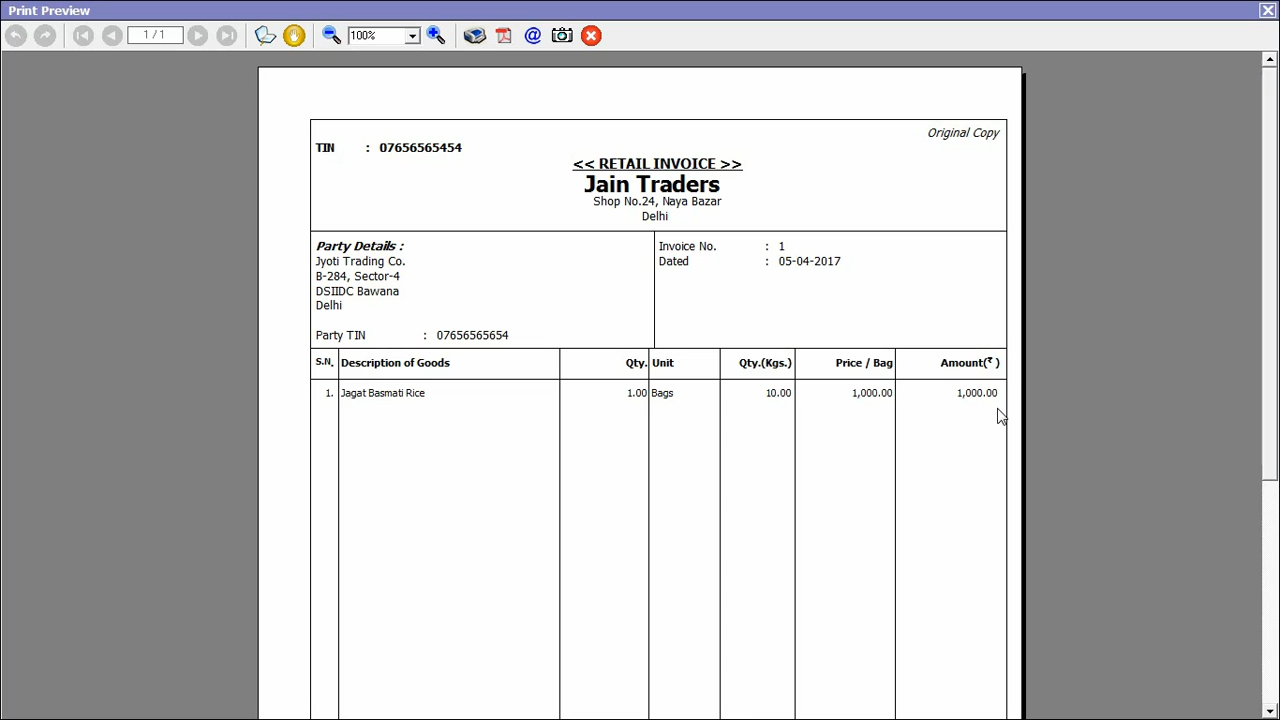 Print Preview
1 / 1
100%
Original Copy
TIN : 07656565454
<< RETAIL INVOICE >>
Jain Traders
Shop No.24, Naya Bazar
Delhi
Party Details :
Jyoti Trading Co.
B-284, Sector-4
DSIIDC Bawana
Delhi
Party TIN : 07656565654
Invoice No. : 1
Dated : 05-04-2017
S.N. Description of Goods Qty. Unit Qty.(Kgs.) Price / Bag Amount(₹ )
1. Jagat Basmati Rice 1.00 Bags 10.00 1,000.00 1,000.00